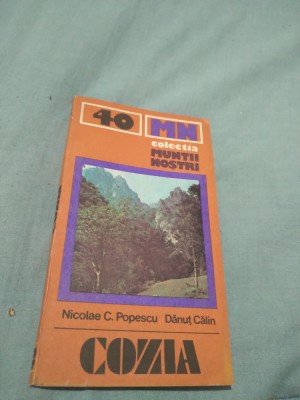 40 MN
colecția
MUNȚII
NOȘTRI
Nicolae C. Popescu Dănuț Călin
COZIA